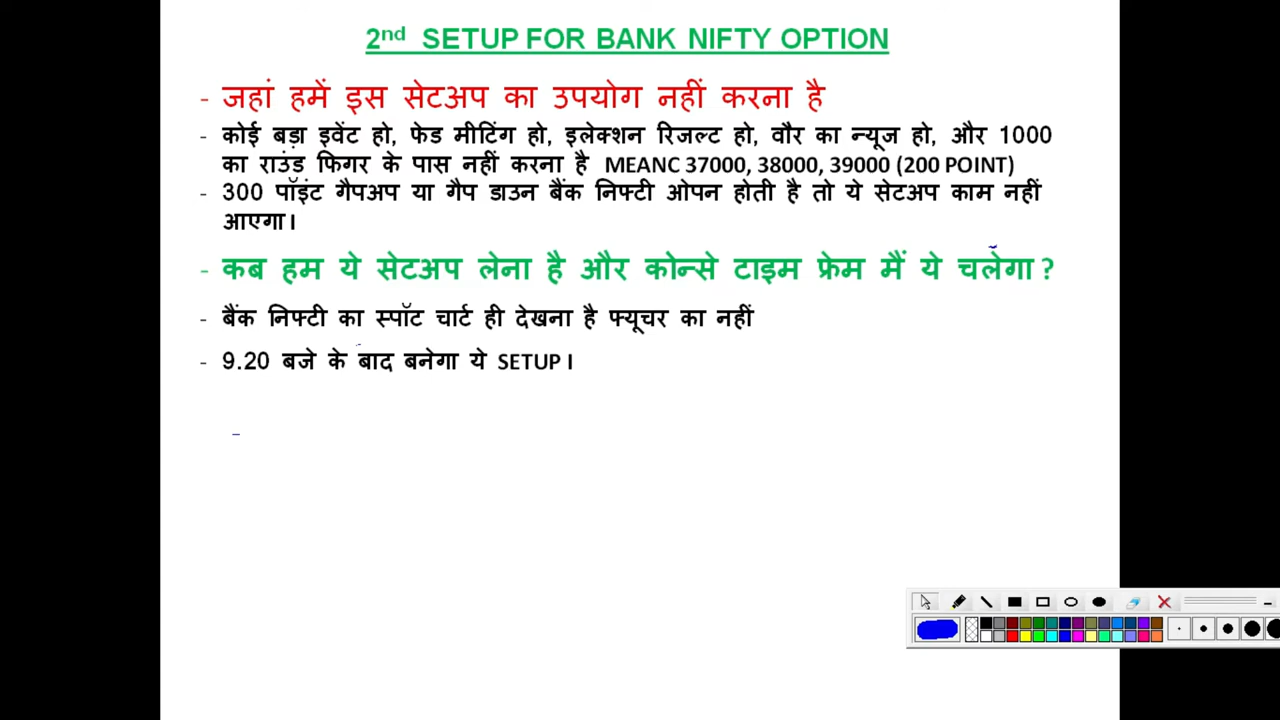 2nd SETUP FOR BANK NIFTY OPTION
- जहां हमें इस सेटअप का उपयोग नहीं करना है
- कोई बड़ा इवेंट हो, फेड मीटिंग हो, इलेक्शन रिजल्ट हो, वौर का न्यूज हो, और 1000
का राउंड फिगर के पास नहीं करना है MEANC 37000, 38000, 39000 (200 POINT)
- 300 पॉइंट गैपअप या गैप डाउन बैंक निफ्टी ओपन होती है तो ये सेटअप काम नहीं
आएगा।
- कब हम ये सेटअप लेना है और कोन्से टाइम फ्रेम मैं ये चलेगा ?
- बैंक निफ्टी का स्पॉट चार्ट ही देखना है फ्यूचर का नहीं
- 9.20 बजे के बाद बनेगा ये SETUP I